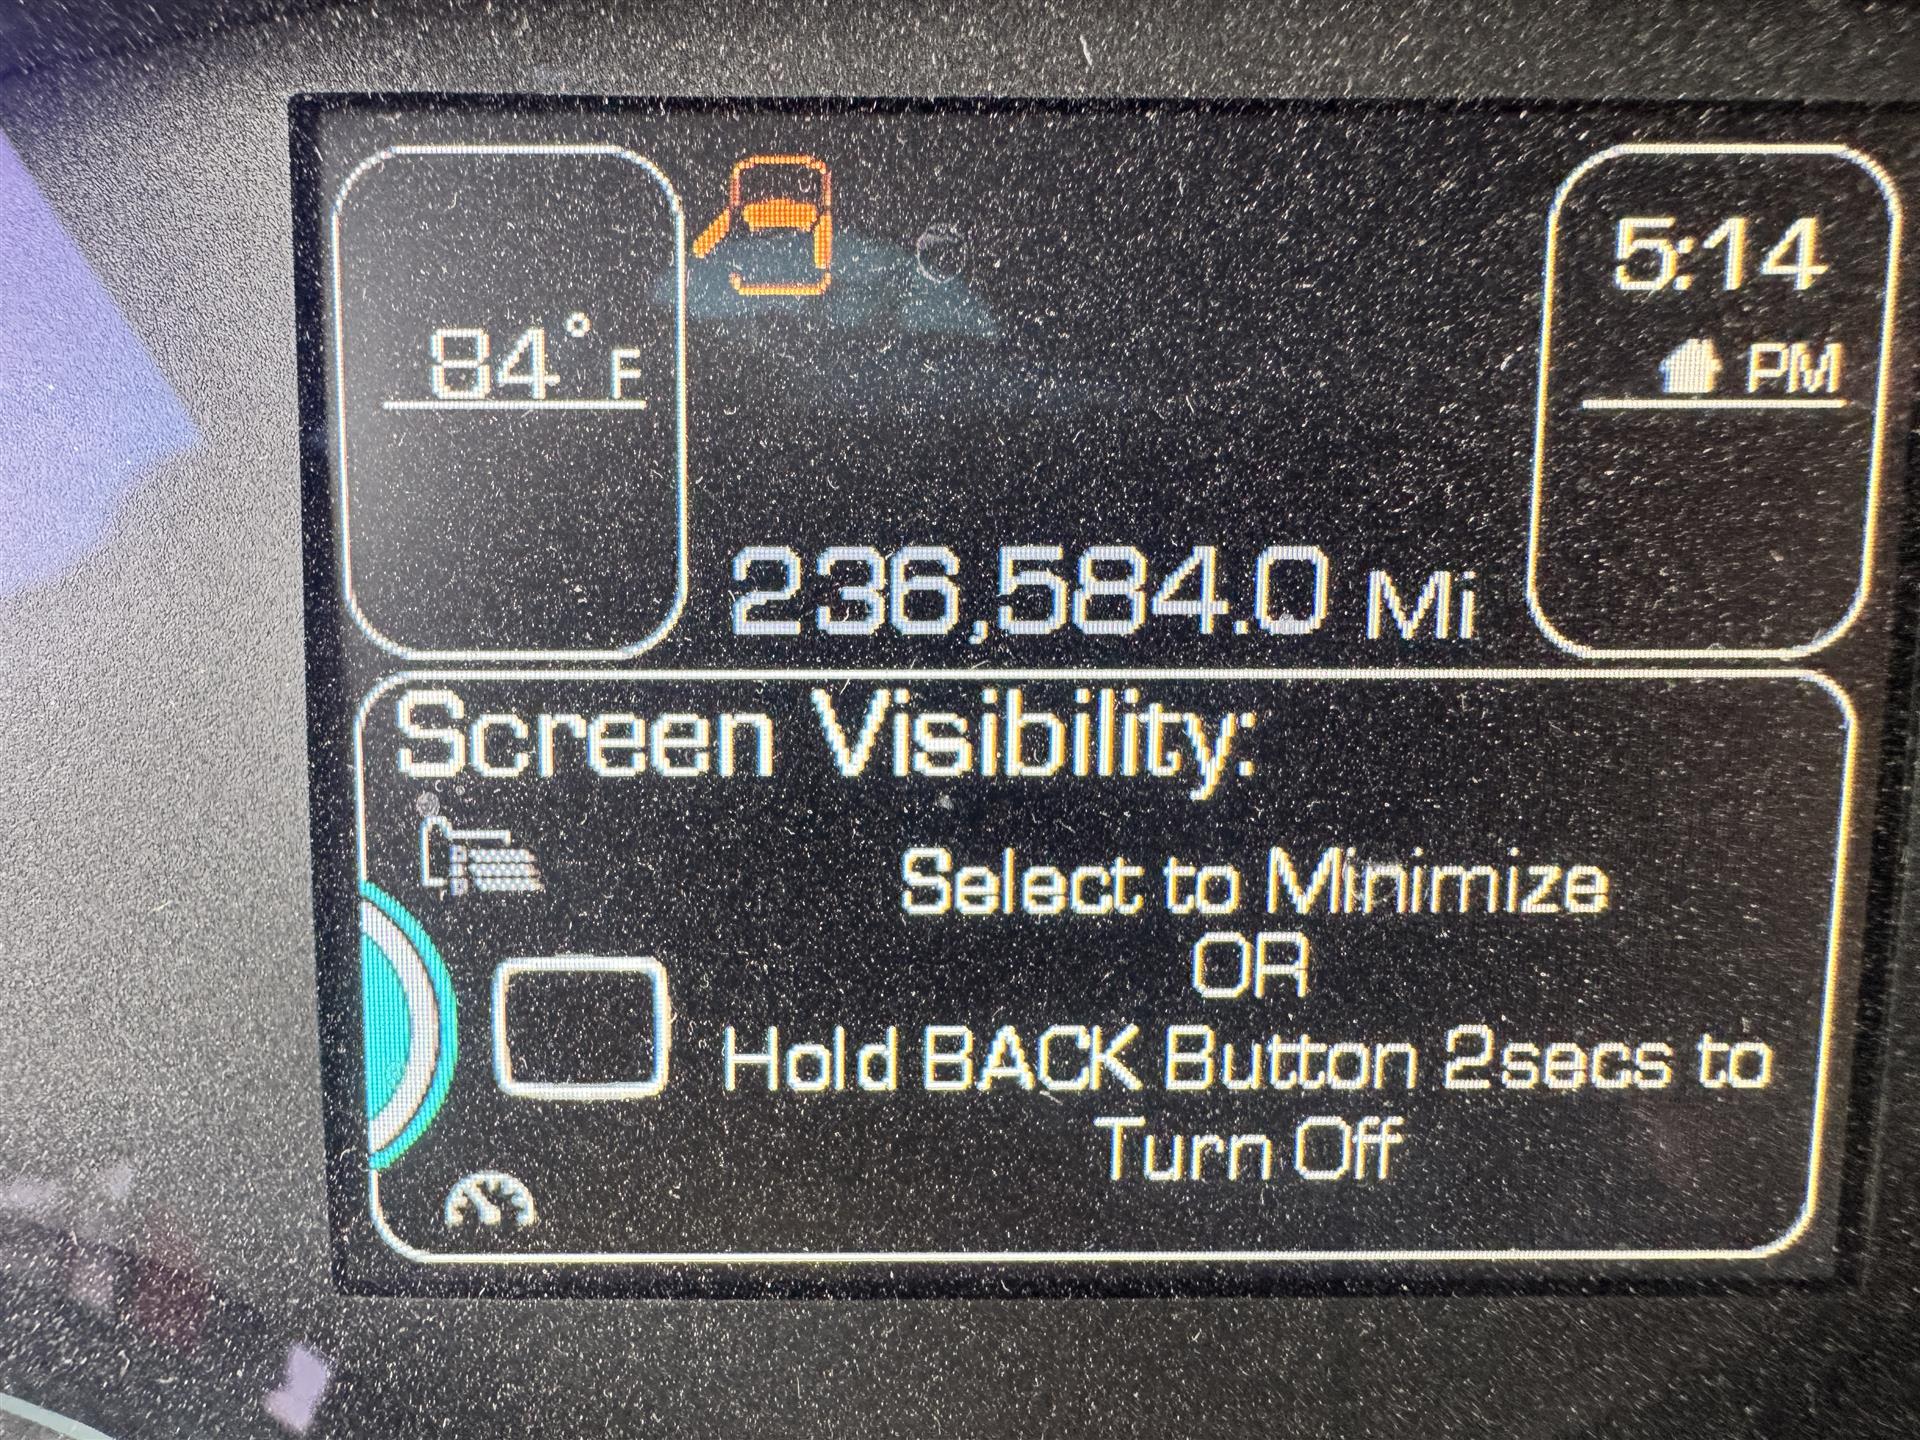 84° F
5:14
PM
236,584.0 Mi
Screen Visibility:
Select to Minimize
OR
Hold BACK Button 2secs to
Turn Off